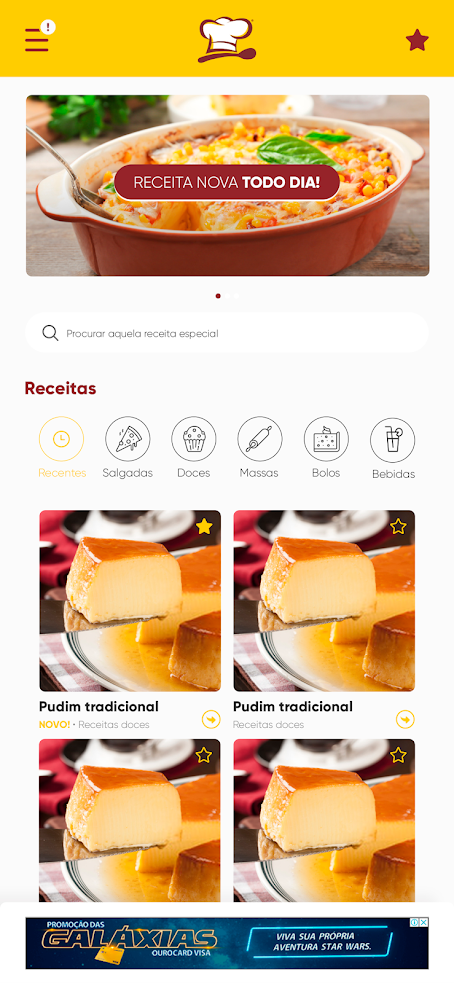 !
RECEITA NOVA TODO DIA!
Procurar aquela receita especial
Receitas
Recentes
Salgadas
Doces
Massas
Bolos
Bebidas
Pudim tradicional
NOVO! • Receitas doces
Pudim tradicional
Receitas doces
PROMOÇÃO DAS
GALÁXIAS
OUROCARD VISA
VIVA SUA PRÓPRIA
AVENTURA STAR WARS.